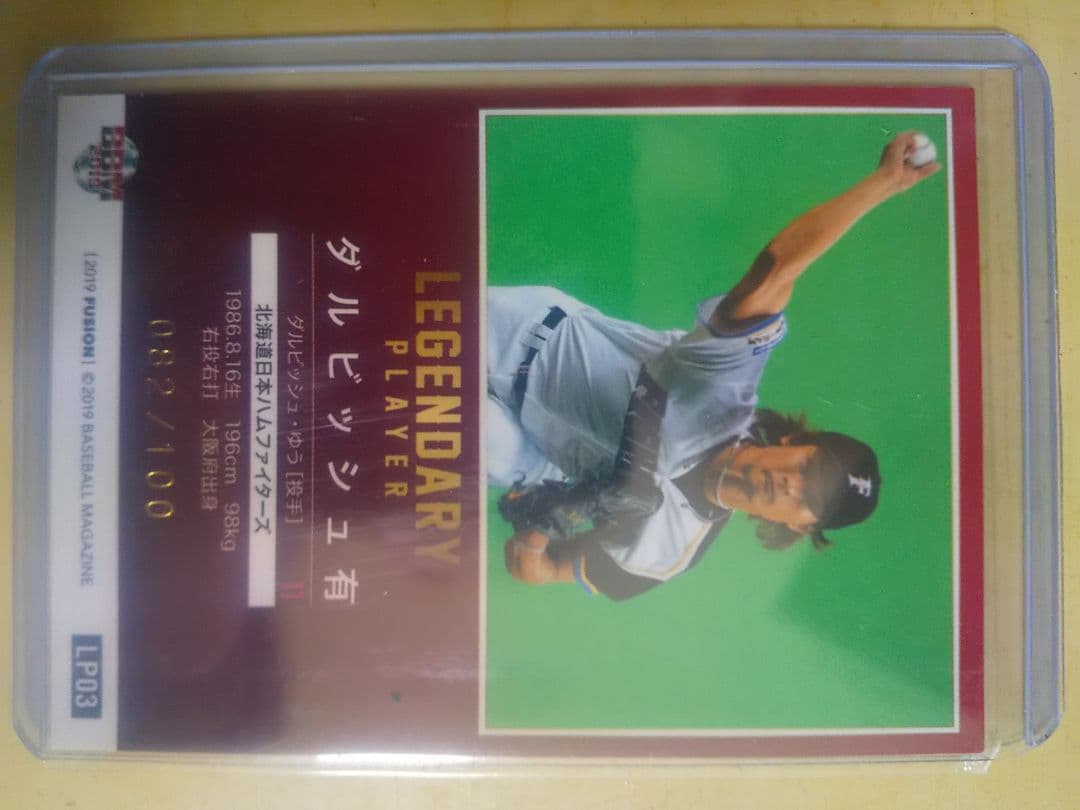 F
LEGENDARY
PLAYER
ダルビッシュ有
ダルビッシュ・ゆう [投手] 11
北海道日本ハムファイターズ
1986.8.16生 196cm 98kg
右投右打 大阪府出身
082/100
BBM
2019
[2019 FUSION] ©2019 BASEBALL MAGAZINE
LP03